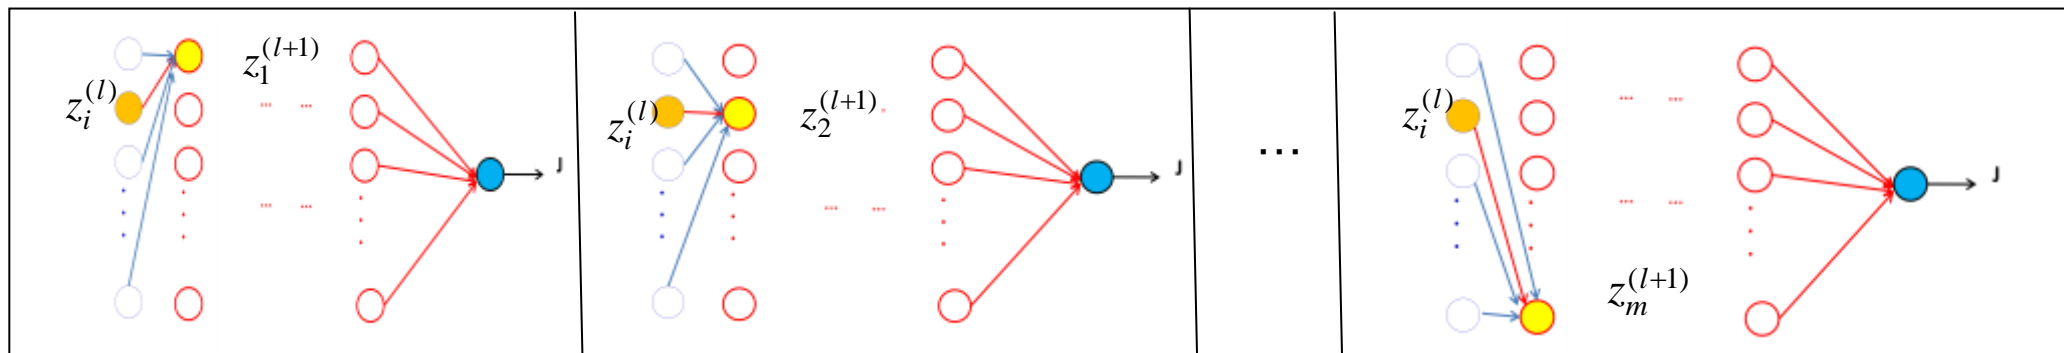 z_i^{(l)} z_1^{(l+1)} ... ... ... ... J
z_i^{(l)} z_2^{(l+1)} ... ... J
...
z_i^{(l)} ... ... ... ... z_m^{(l+1)} J